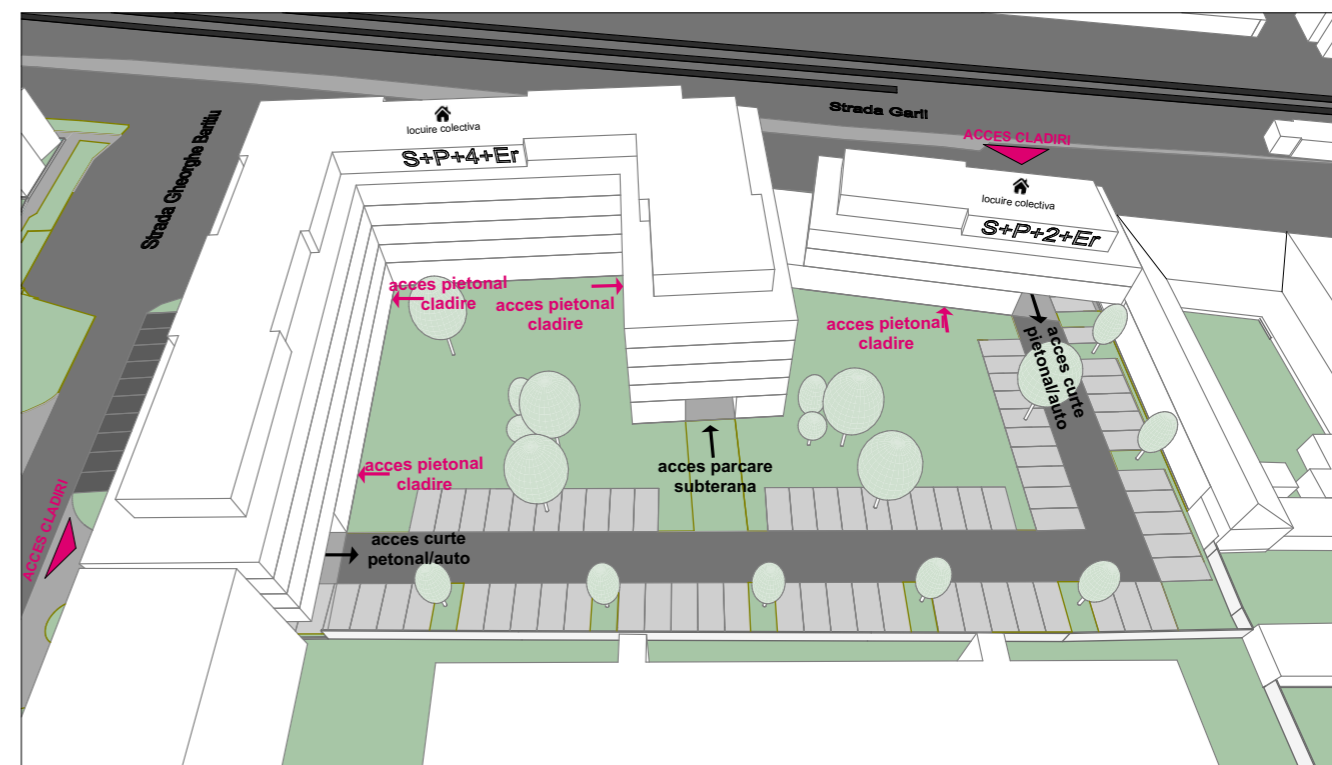 Strada Garii
ACCES CLADIRI
locuire colectiva
S+P+4+Er
Strada Gheorghe Baritiu
locuire colectiva
S+P+2+Er
acces pietonal
cladire
acces pietonal
cladire
acces pietonal
cladire
acces curte
pietonal/auto
acces pietonal
cladire
acces parcare
subterana
ACCES CLADIRI
acces curte
petonal/auto